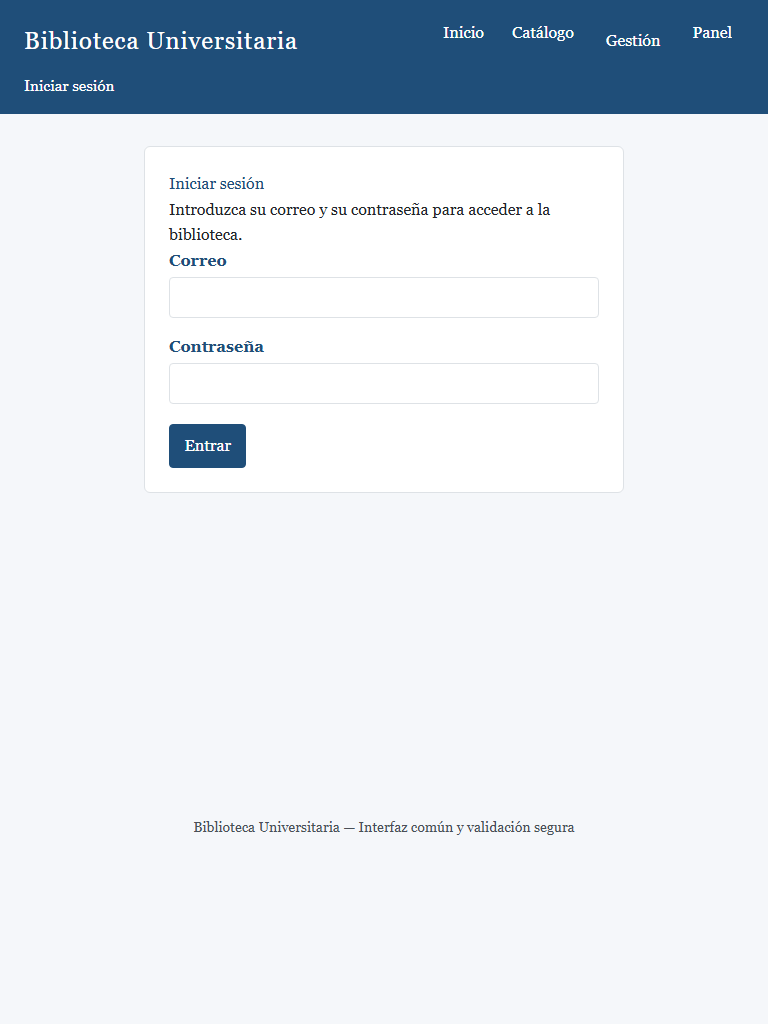 Biblioteca Universitaria
Inicio
Catálogo
Gestión
Panel
Iniciar sesión
Iniciar sesión
Introduzca su correo y su contraseña para acceder a la
biblioteca.
Correo
Contraseña
Entrar
Biblioteca Universitaria — Interfaz común y validación segura